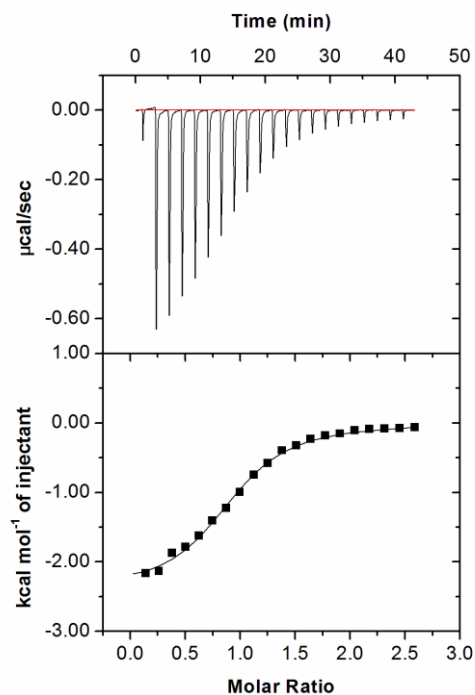 Time (min)
0 10 20 30 40 50
0.00
-0.20
-0.40
-0.60
µcal/sec
1.00
0.00
-1.00
-2.00
-3.00
kcal mol⁻¹ of injectant
0.0 0.5 1.0 1.5 2.0 2.5 3.0
Molar Ratio